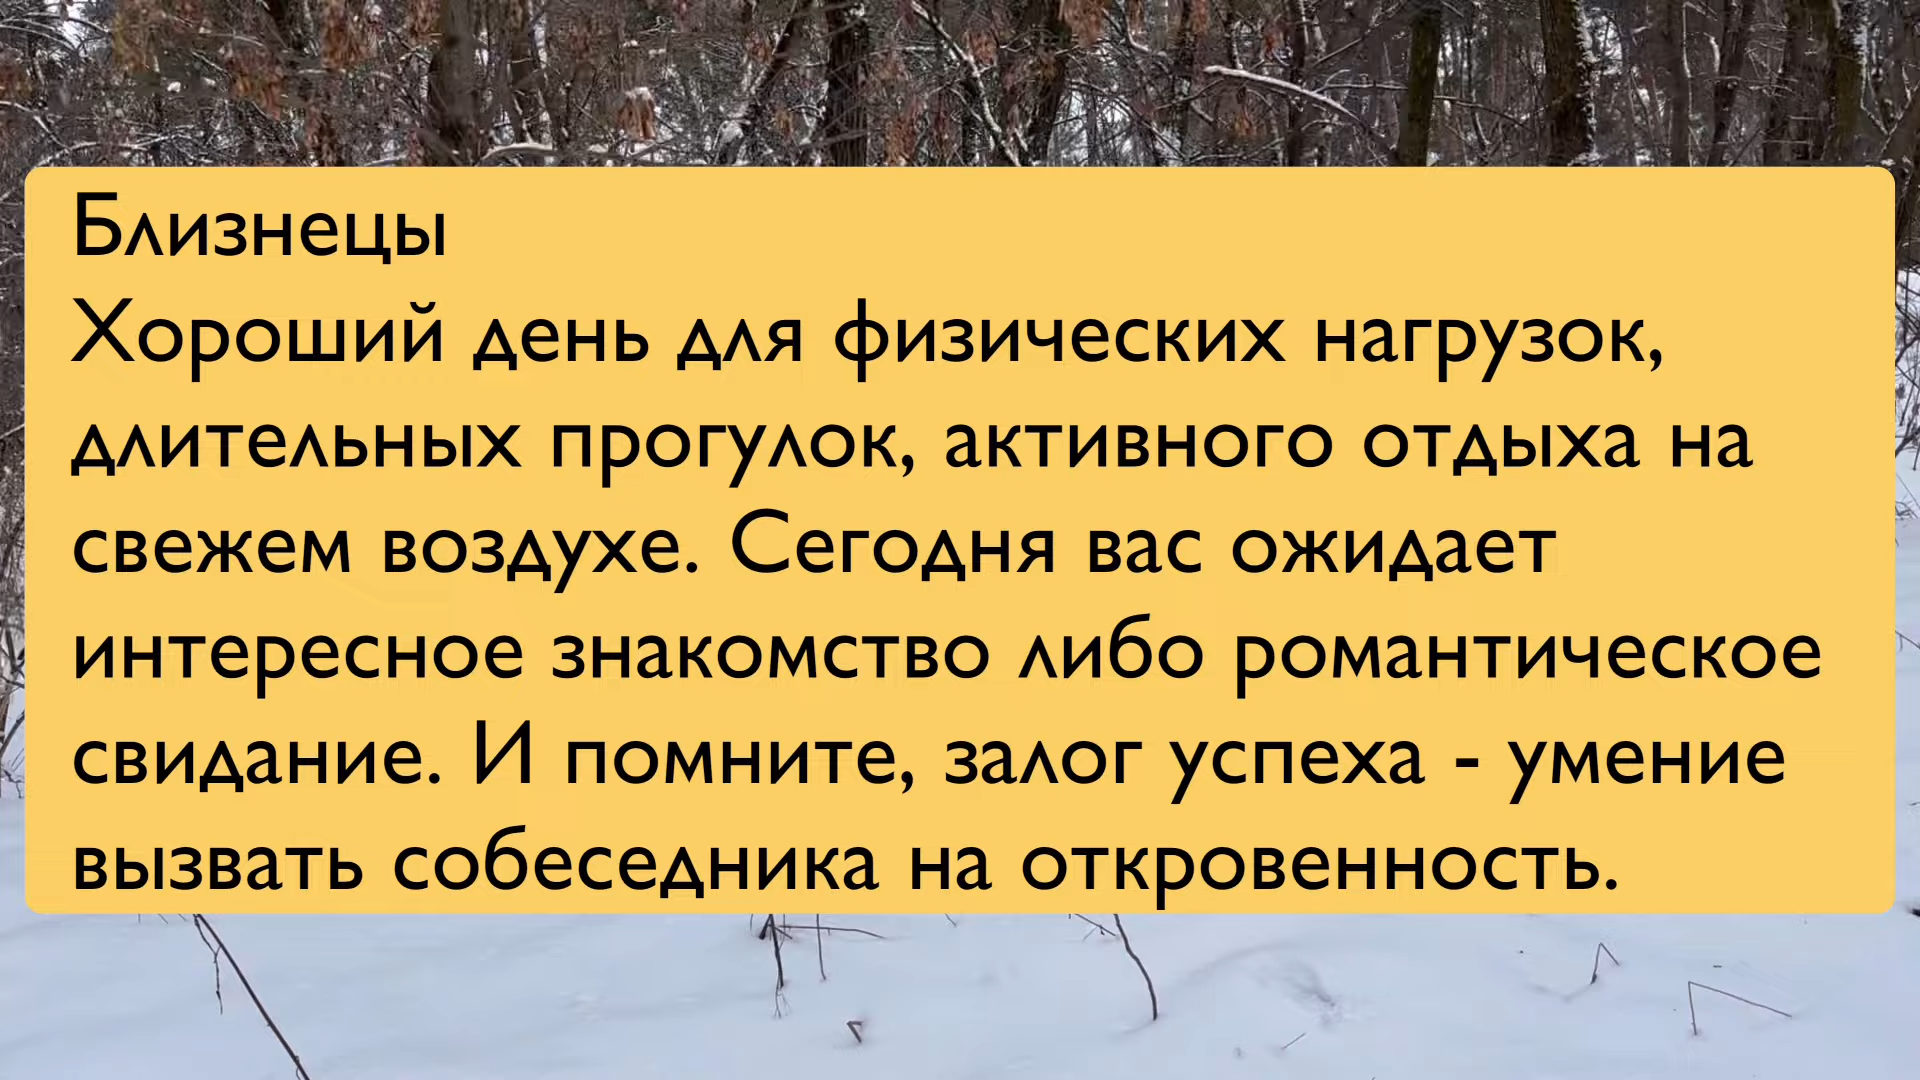 Близнецы
Хороший день для физических нагрузок,
длительных прогулок, активного отдыха на
свежем воздухе. Сегодня вас ожидает
интересное знакомство либо романтическое
свидание. И помните, залог успеха - умение
вызвать собеседника на откровенность.